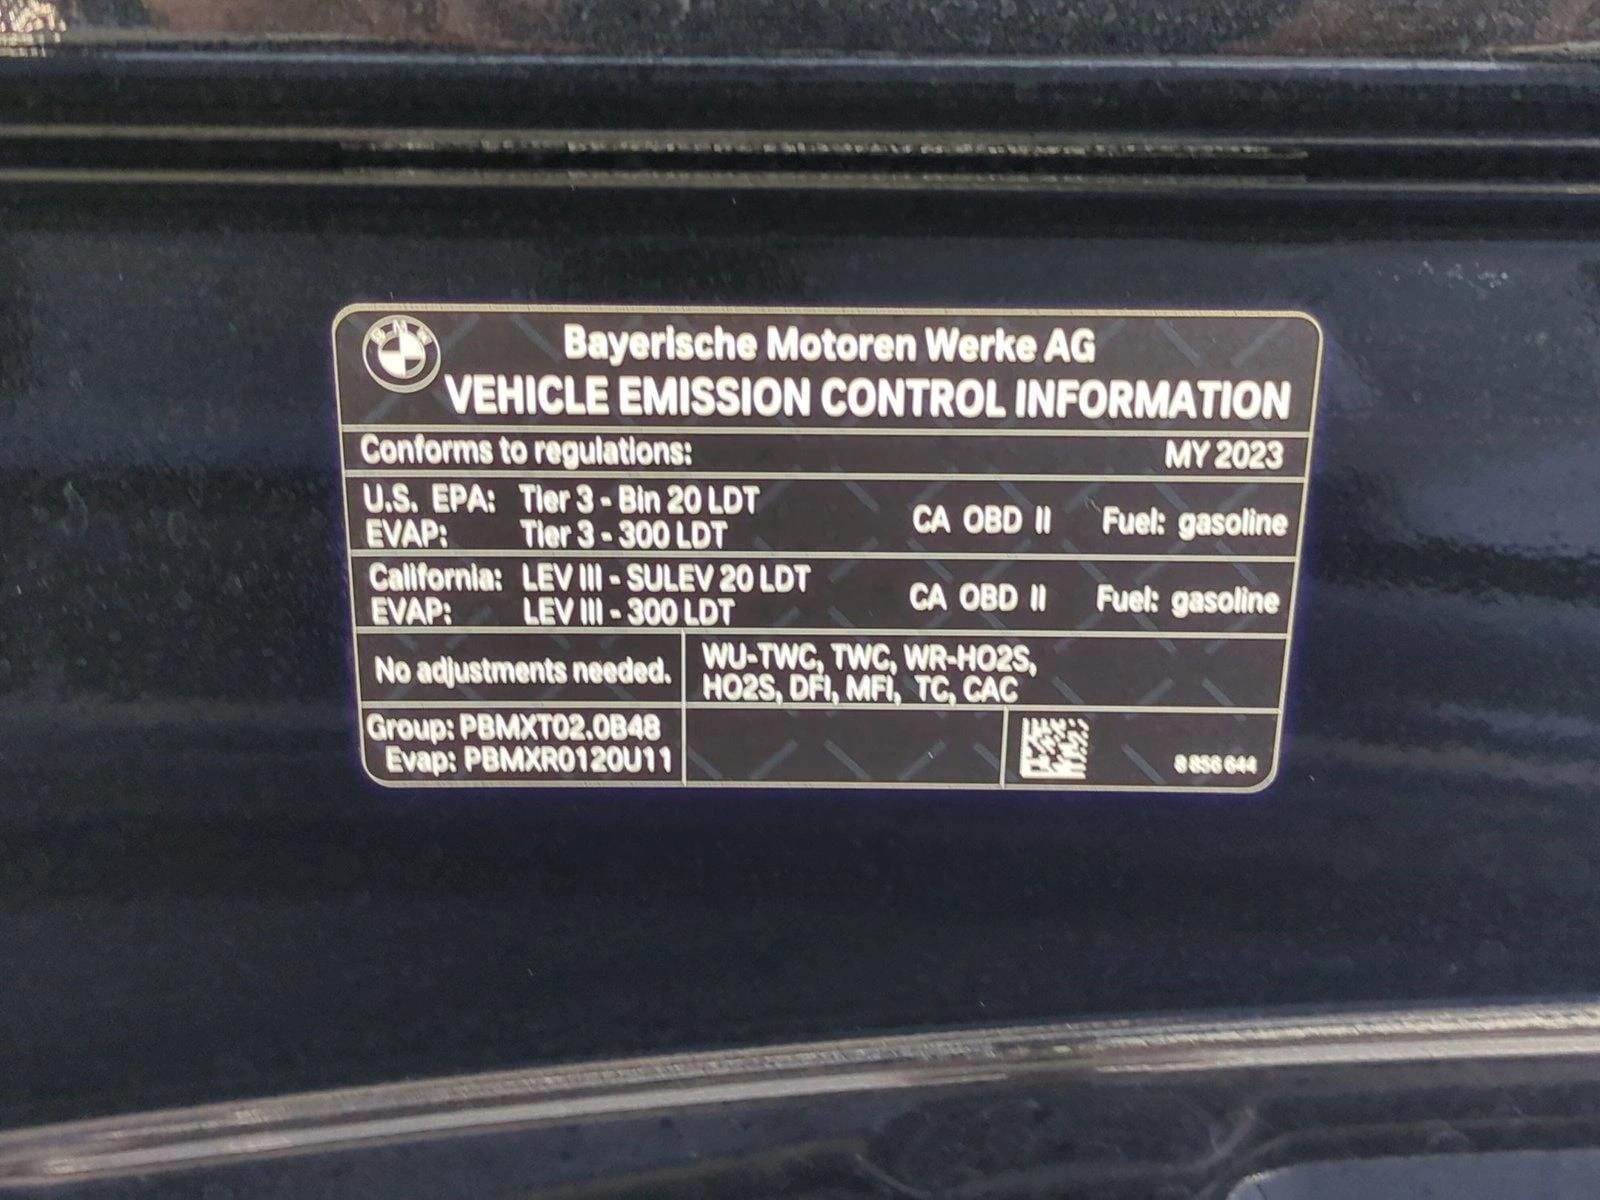 BMW
Bayerische Motoren Werke AG
VEHICLE EMISSION CONTROL INFORMATION
Conforms to regulations: MY 2023
U.S. EPA: Tier 3 - Bin 20 LDT CA OBD II Fuel: gasoline
EVAP: Tier 3 - 300 LDT
California: LEV III - SULEV 20 LDT CA OBD II Fuel: gasoline
EVAP: LEV III - 300 LDT
No adjustments needed.
WU-TWC, TWC, WR-HO2S,
HO2S, DFI, MFI, TC, CAC
Group: PBMXT02.0B48
Evap: PBMXR0120U11
8 856 644